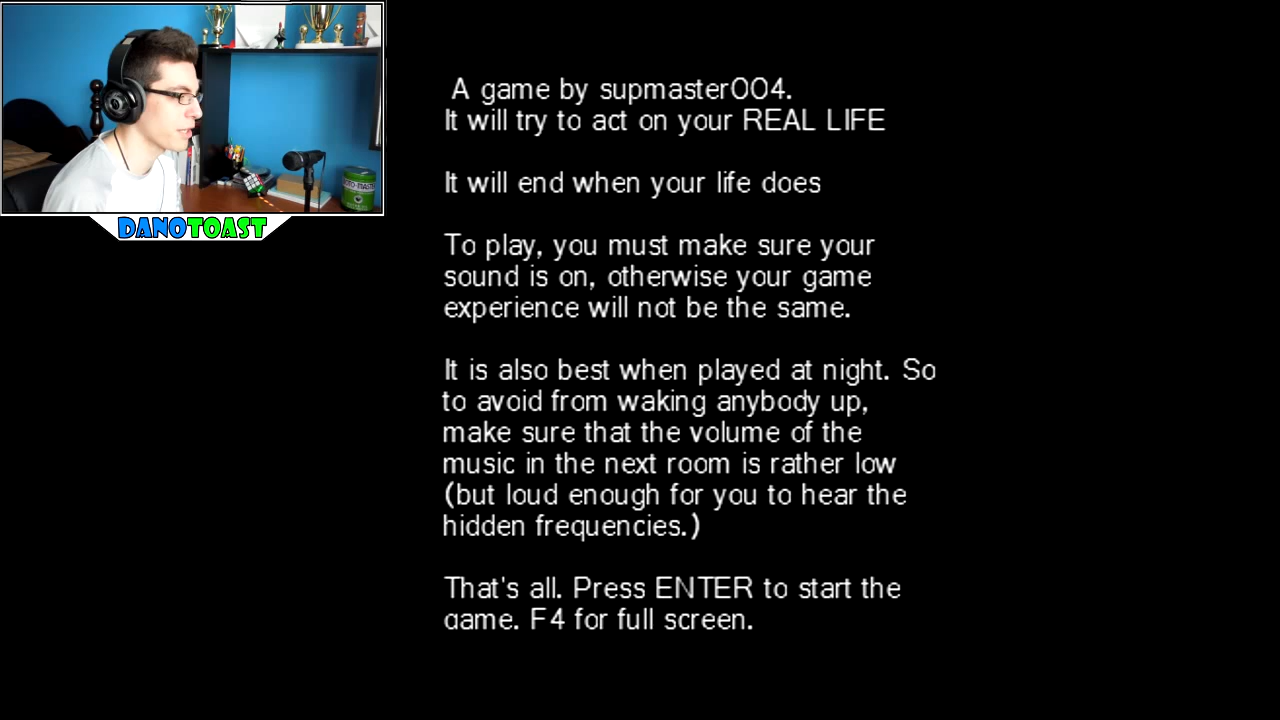 DANOTOAST
A game by supmaster004.
It will try to act on your REAL LIFE
It will end when your life does
To play, you must make sure your
sound is on, otherwise your game
experience will not be the same.
It is also best when played at night. So
to avoid from waking anybody up,
make sure that the volume of the
music in the next room is rather low
(but loud enough for you to hear the
hidden frequencies.)
That's all. Press ENTER to start the
game. F4 for full screen.